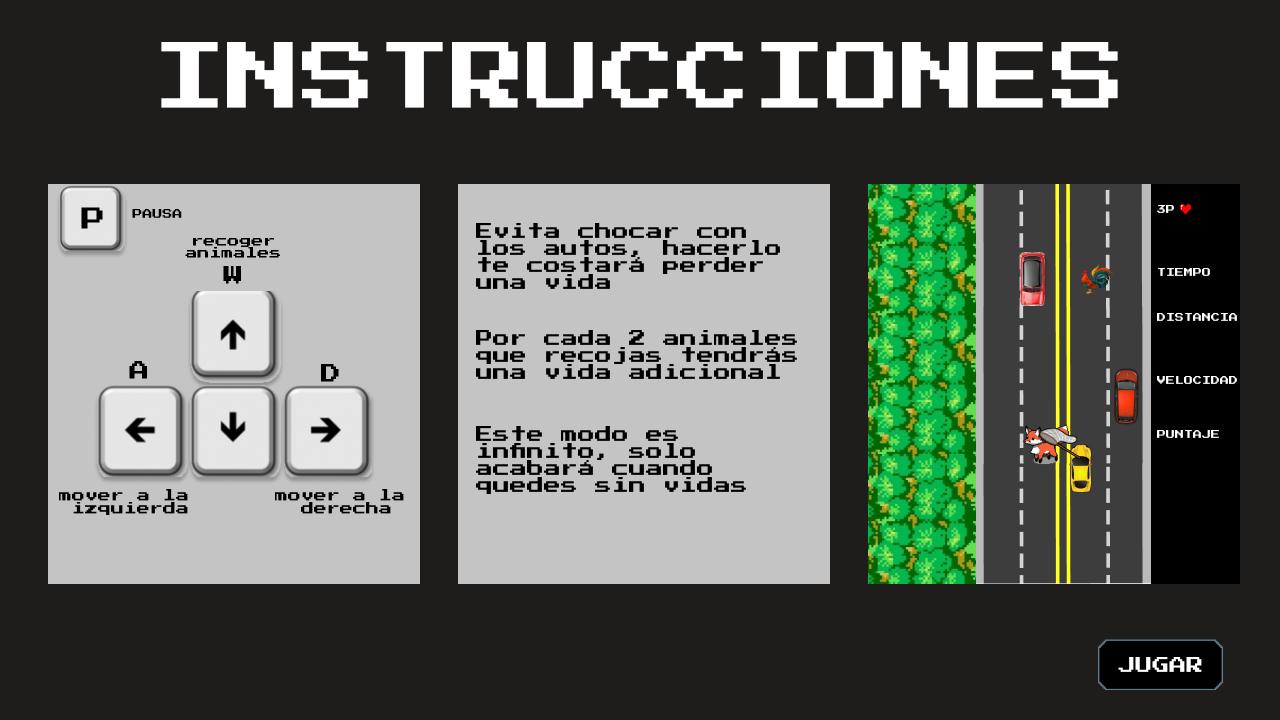 INSTRUCCIONES
P
PAUSA
recoger
animales
W
A
D
mover a la
izquierda
mover a la
derecha
Evita chocar con
los autos, hacerlo
te costará perder
una vida
Por cada 2 animales
que recojas tendrás
una vida adicional
Este modo es
infinito, solo
acabará cuando
quedes sin vidas
3P
TIEMPO
DISTANCIA
VELOCIDAD
PUNTAJE
JUGAR